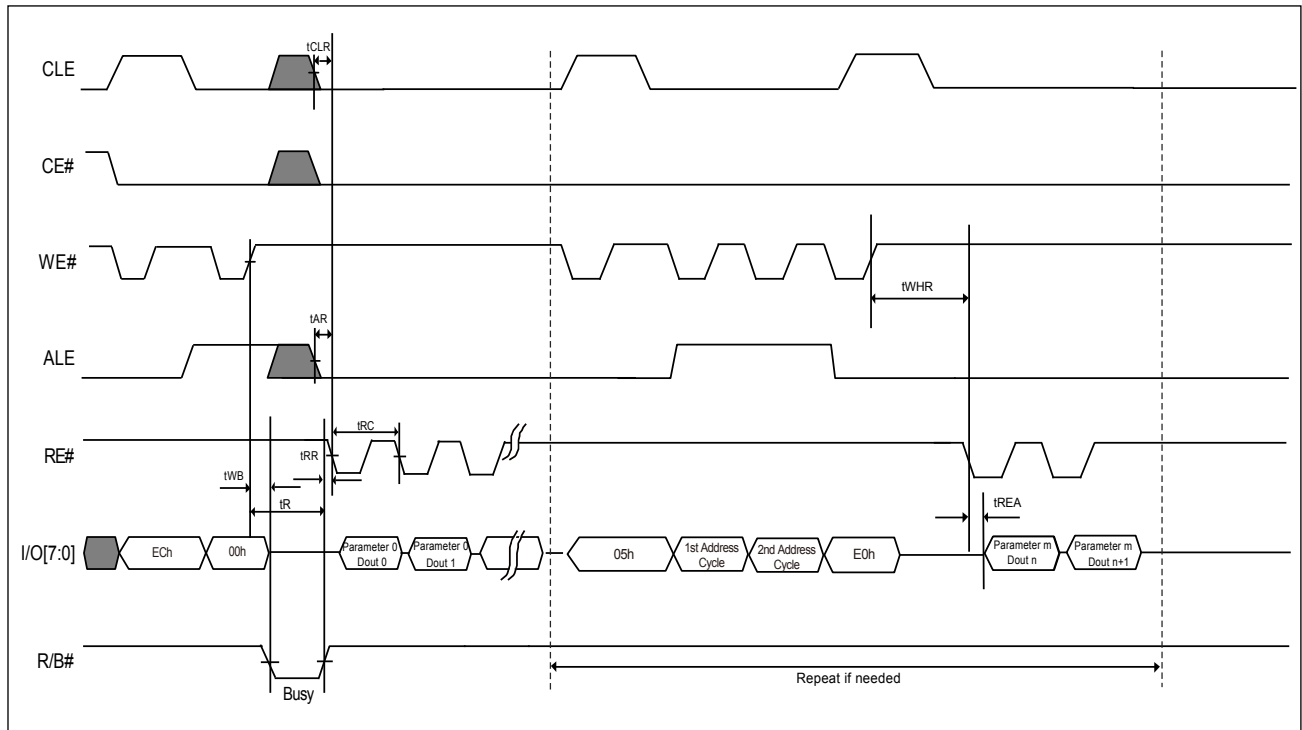 tCLR
CLE
CE#
WE#
tWHR
tAR
ALE
tRC
RE#
tRR
tWB
tR
tREA
I/O[7:0]
ECh
00h
Parameter 0
Dout 0
Parameter 0
Dout 1
05h
1st Address
Cycle
2nd Address
Cycle
E0h
Parameter m
Dout n
Parameter m
Dout n+1
R/B#
Busy
Repeat if needed